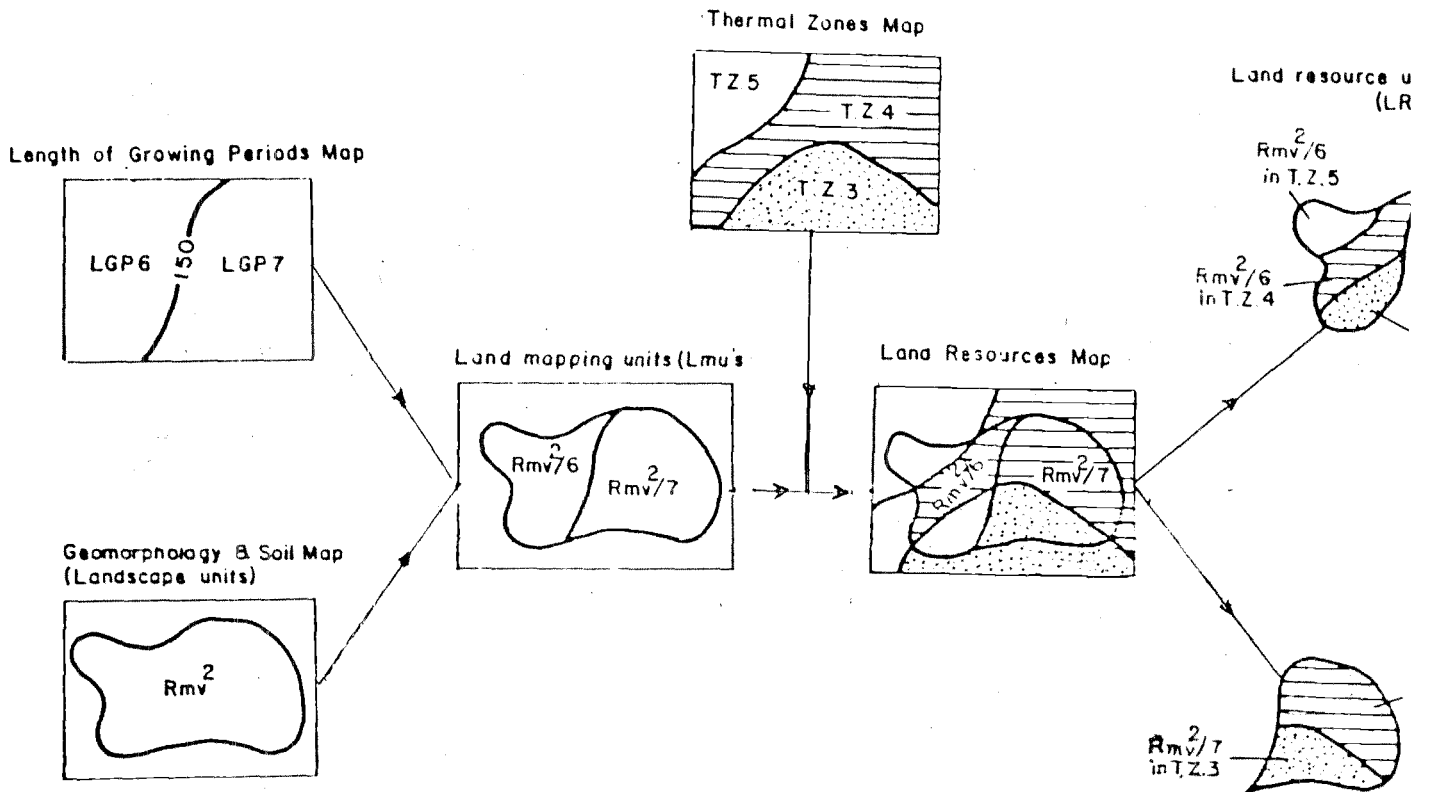 Thermal Zones Map
T.Z.5
T.Z.4
T.Z.3
Land resource u
(LR
Rmv²/6
in T.Z.5
Rmv²/6
in T.Z.4
Length of Growing Periods Map
LGP6
150
LGP7
Land mapping units (Lmu's
Rmv²/6
Rmv²/7
Land Resources Map
Rmv²/6
Rmv²/7
Geomorphology & Soil Map
(Landscape units)
Rmv²
Rmv²/7
in T.Z.3